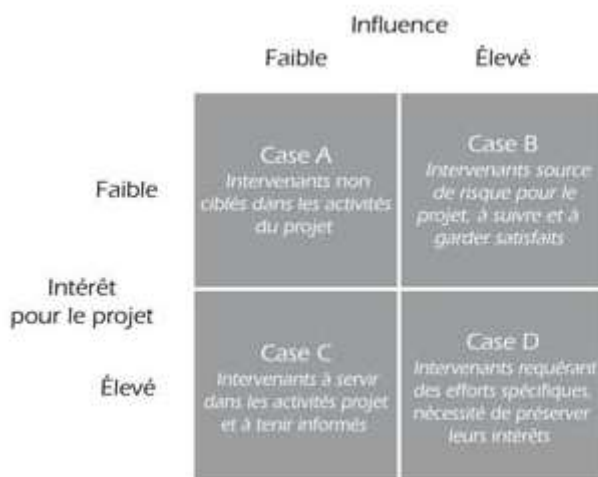 Influence
Faible Élevé
Faible
Case A
Intervenants non
ciblés dans les activités
du projet
Case B
Intervenants source
de risque pour le
projet, à suivre et à
garder satisfaits
Intérêt
pour le projet
Élevé
Case C
Intervenants à servir
dans les activités projet
et à tenir informés
Case D
Intervenants requérant
des efforts spécifiques,
nécessité de préserver
leurs intérêts